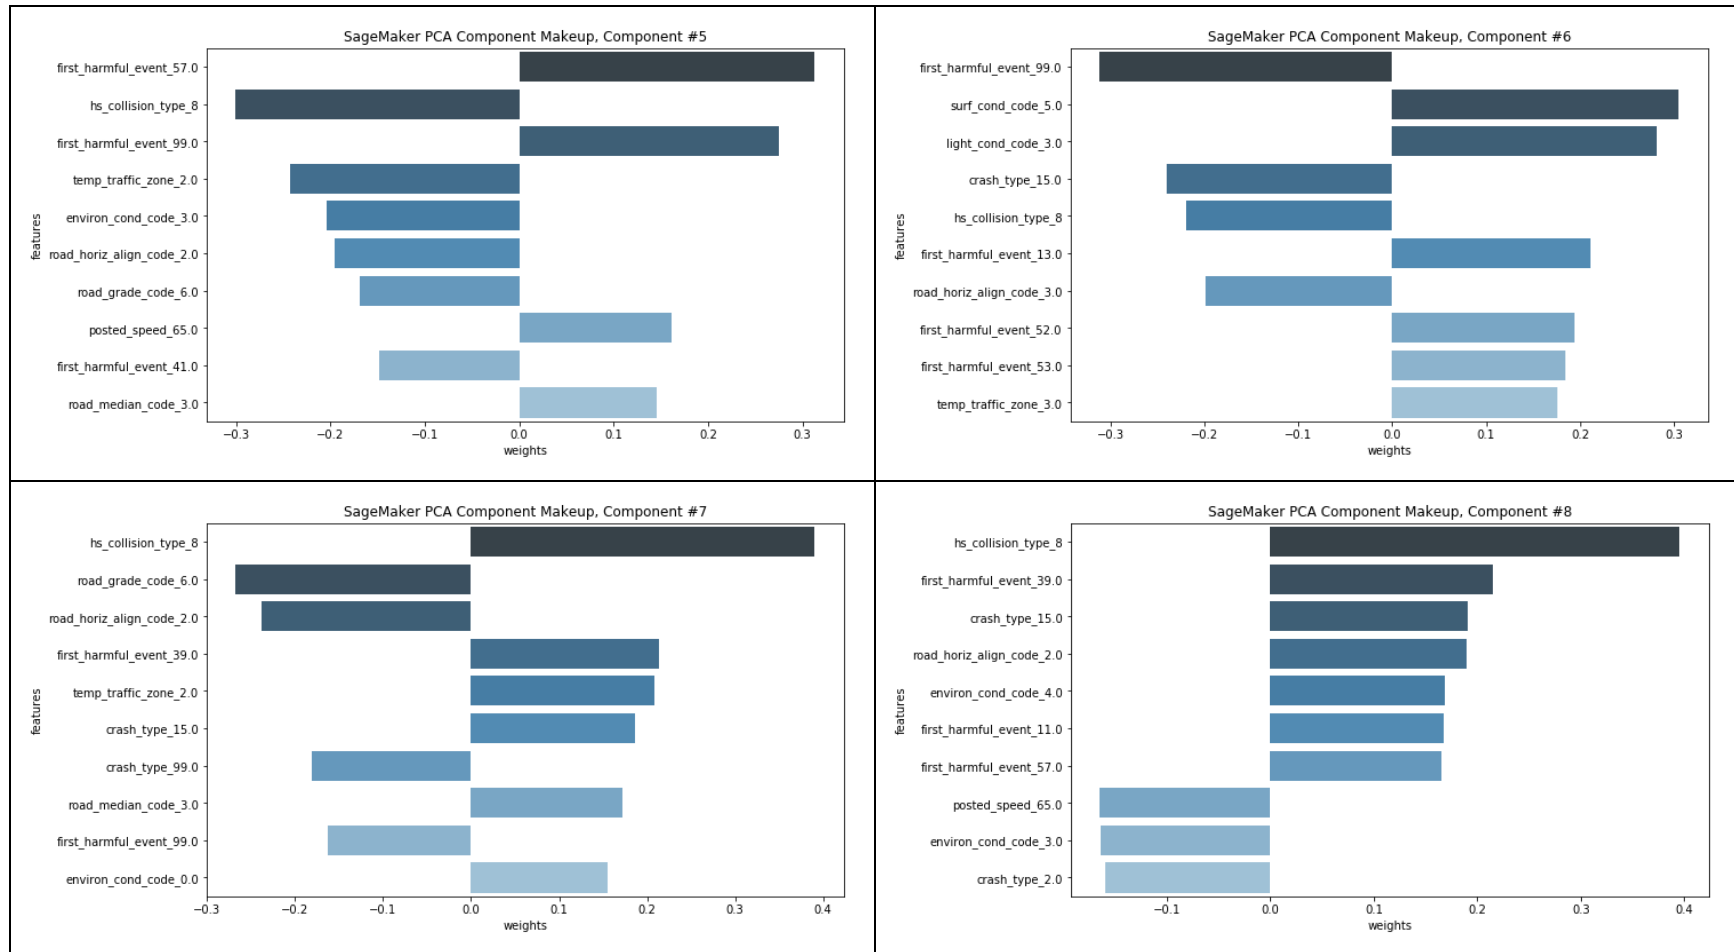 SageMaker PCA Component Makeup, Component #5
first_harmful_event_57.0
hs_collision_type_8
first_harmful_event_99.0
temp_traffic_zone_2.0
environ_cond_code_3.0
road_horiz_align_code_2.0
road_grade_code_6.0
posted_speed_65.0
first_harmful_event_41.0
road_median_code_3.0
features
−0.3 −0.2 −0.1 0.0 0.1 0.2 0.3
weights
SageMaker PCA Component Makeup, Component #6
first_harmful_event_99.0
surf_cond_code_5.0
light_cond_code_3.0
crash_type_15.0
hs_collision_type_8
first_harmful_event_13.0
road_horiz_align_code_3.0
first_harmful_event_52.0
first_harmful_event_53.0
temp_traffic_zone_3.0
features
−0.3 −0.2 −0.1 0.0 0.1 0.2 0.3
weights
SageMaker PCA Component Makeup, Component #7
hs_collision_type_8
road_grade_code_6.0
road_horiz_align_code_2.0
first_harmful_event_39.0
temp_traffic_zone_2.0
crash_type_15.0
crash_type_99.0
road_median_code_3.0
first_harmful_event_99.0
environ_cond_code_0.0
features
−0.3 −0.2 −0.1 0.0 0.1 0.2 0.3 0.4
weights
SageMaker PCA Component Makeup, Component #8
hs_collision_type_8
first_harmful_event_39.0
crash_type_15.0
road_horiz_align_code_2.0
environ_cond_code_4.0
first_harmful_event_11.0
first_harmful_event_57.0
posted_speed_65.0
environ_cond_code_3.0
crash_type_2.0
features
−0.1 0.0 0.1 0.2 0.3 0.4
weights